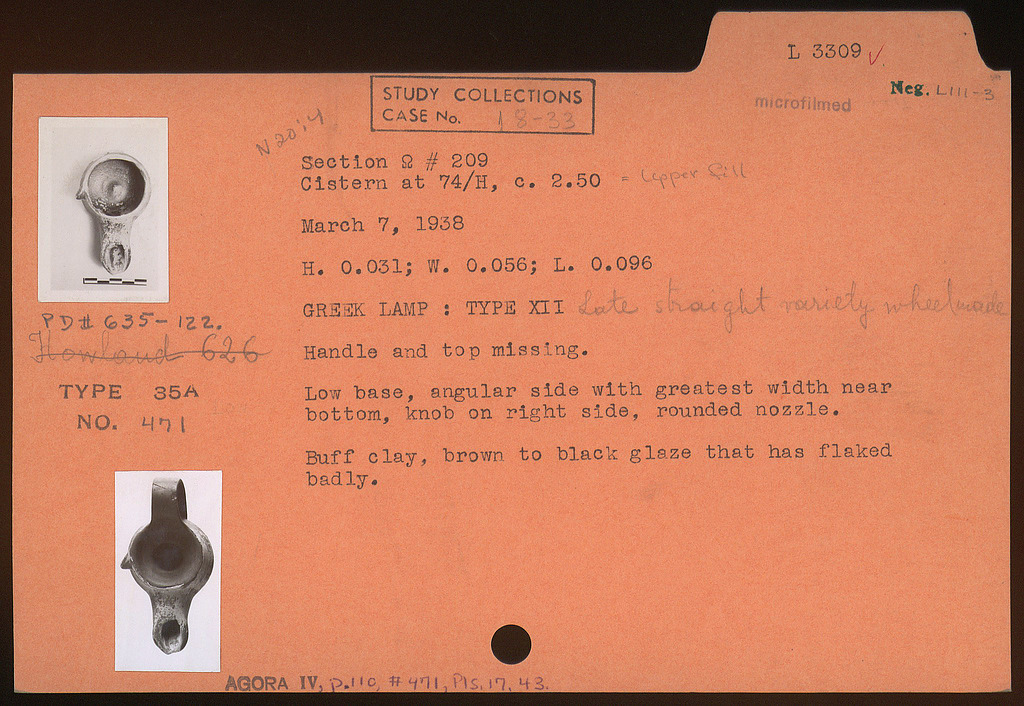 L 3309 ✓
Neg. LIII-3
microfilmed
STUDY COLLECTIONS
CASE No. 18-33
N 20:4
Section Ω # 209
Cistern at 74/H, c. 2.50 = Upper fill
March 7, 1938
H. 0.031; W. 0.056; L. 0.096
GREEK LAMP : TYPE XII Late straight variety wheelmade
Handle and top missing.
Low base, angular side with greatest width near
bottom, knob on right side, rounded nozzle.
Buff clay, brown to black glaze that has flaked
badly.
PD# 635-122.
Howland 626
TYPE 35A
NO. 471
AGORA IV, p.110, #471, Pls. 17, 43.